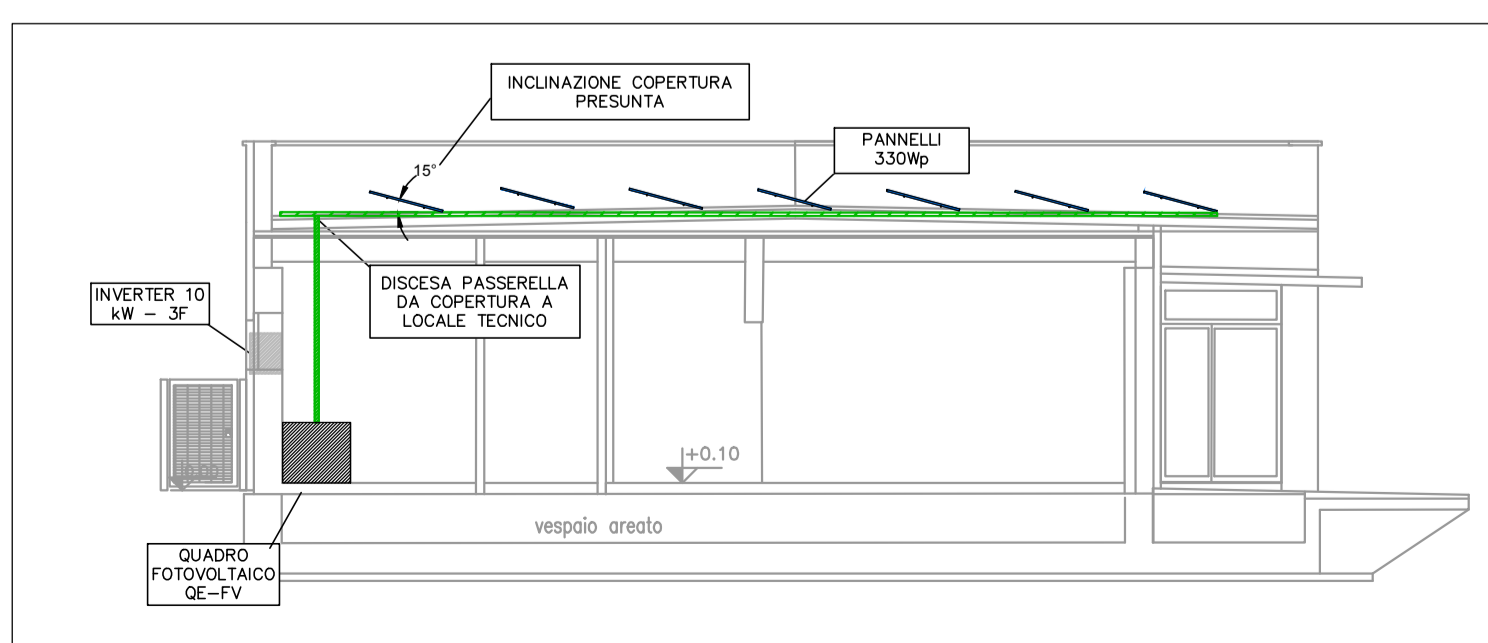 INCLINAZIONE COPERTURA
PRESUNTA
PANNELLI
330Wp
15°
DISCESA PASSERELLA
DA COPERTURA A
LOCALE TECNICO
INVERTER 10
kW – 3F
+0.10
vespaio areato
QUADRO
FOTOVOLTAICO
QE–FV